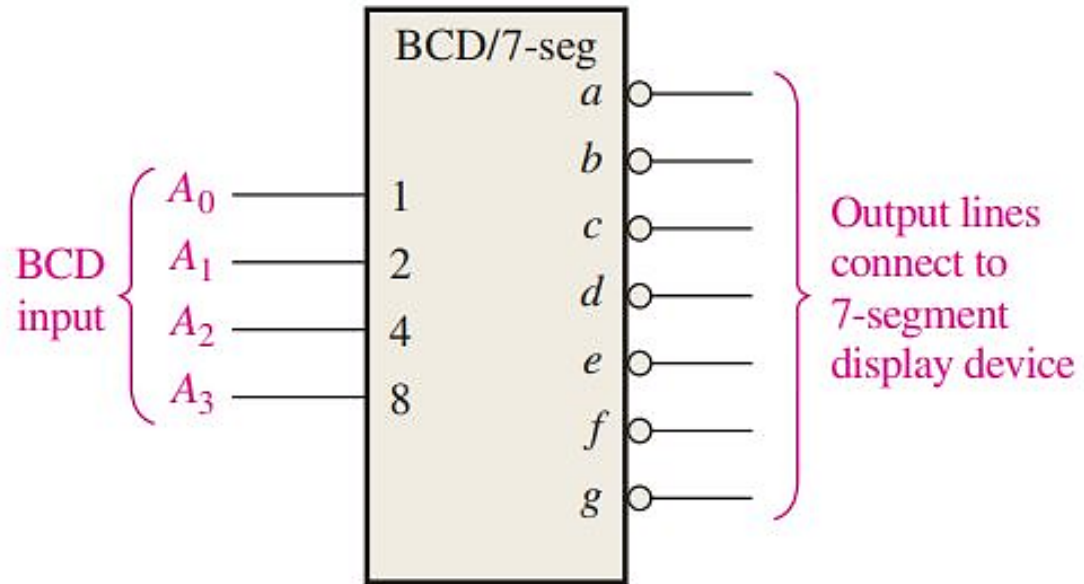 BCD/7-seg
BCD
input
A₀
A₁
A₂
A₃
1
2
4
8
a
b
c
d
e
f
g
Output lines
connect to
7-segment
display device